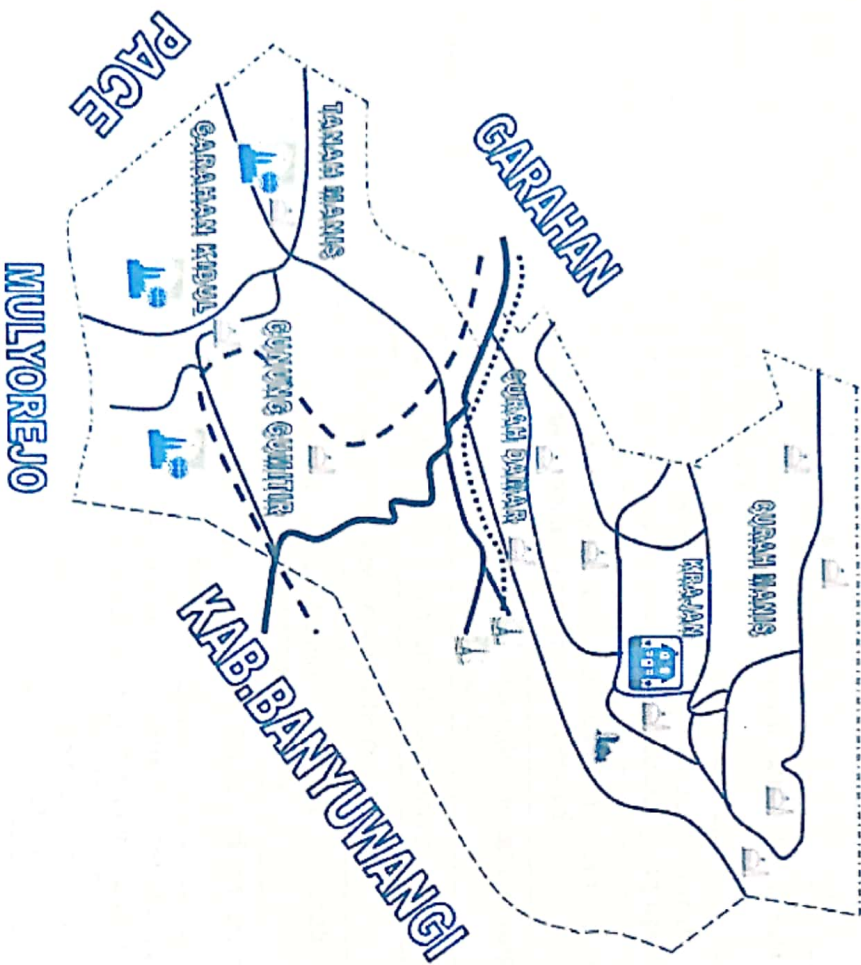 PACE
GARAHAN
TANAH MANIS
GARAHAN KIDUL
GUNUNG GUMITIR
MULYOREJO
CURAH DAMAR
KRAJAN
CURAH MANIS
KAB.BANYUWANGI